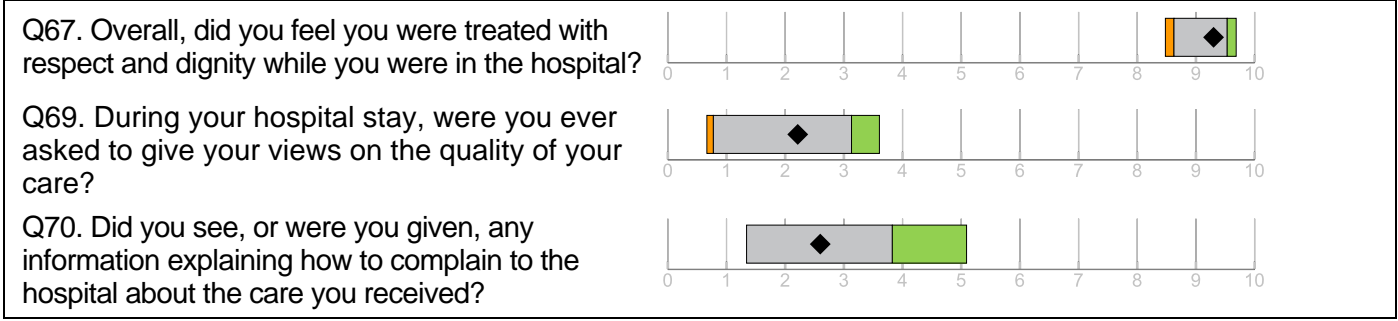 Q67. Overall, did you feel you were treated with
respect and dignity while you were in the hospital?
0 1 2 3 4 5 6 7 8 9 10
Q69. During your hospital stay, were you ever
asked to give your views on the quality of your
care?
0 1 2 3 4 5 6 7 8 9 10
Q70. Did you see, or were you given, any
information explaining how to complain to the
hospital about the care you received?
0 1 2 3 4 5 6 7 8 9 10